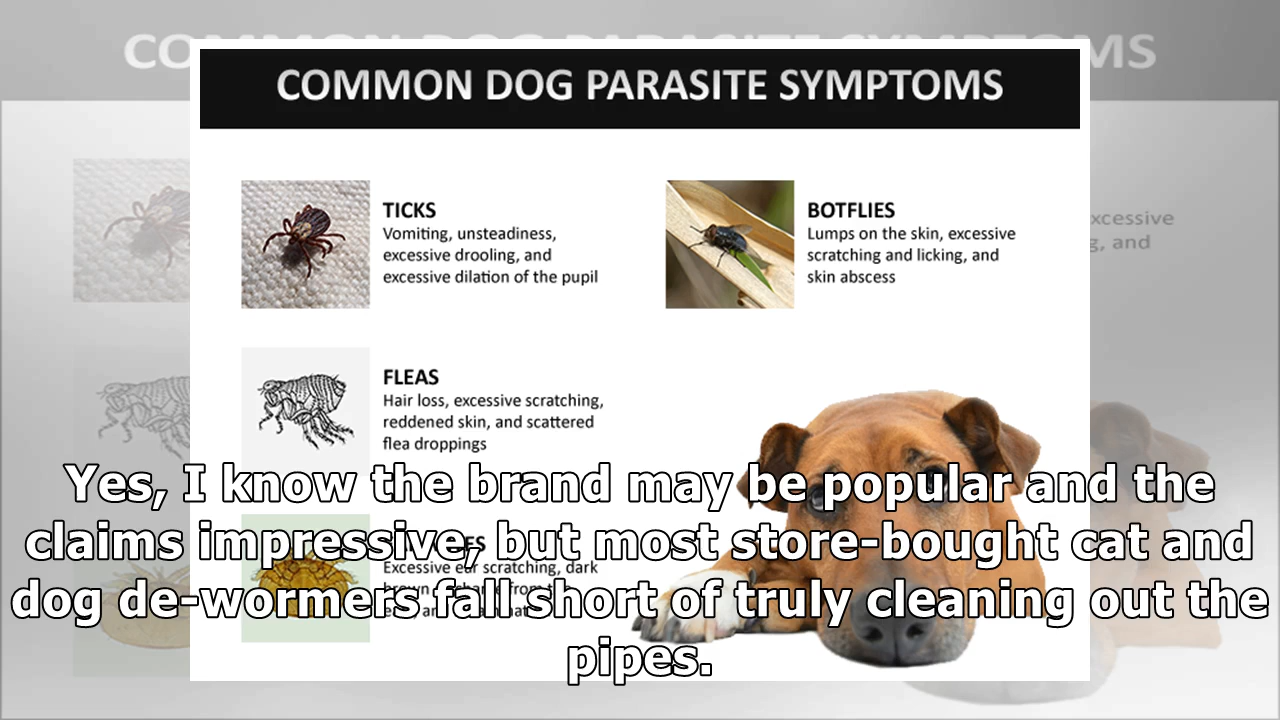 COMMON DOG PARASITE SYMPTOMS
TICKS
Vomiting, unsteadiness,
excessive drooling, and
excessive dilation of the pupil
BOTFLIES
Lumps on the skin, excessive
scratching and licking, and
skin abscess
FLEAS
Hair loss, excessive scratching,
reddened skin, and scattered
flea droppings
Excessive ear scratching, dark
Yes, I know the brand may be popular and the
claims impressive, but most store-bought cat and
dog de-wormers fall short of truly cleaning out the
pipes.